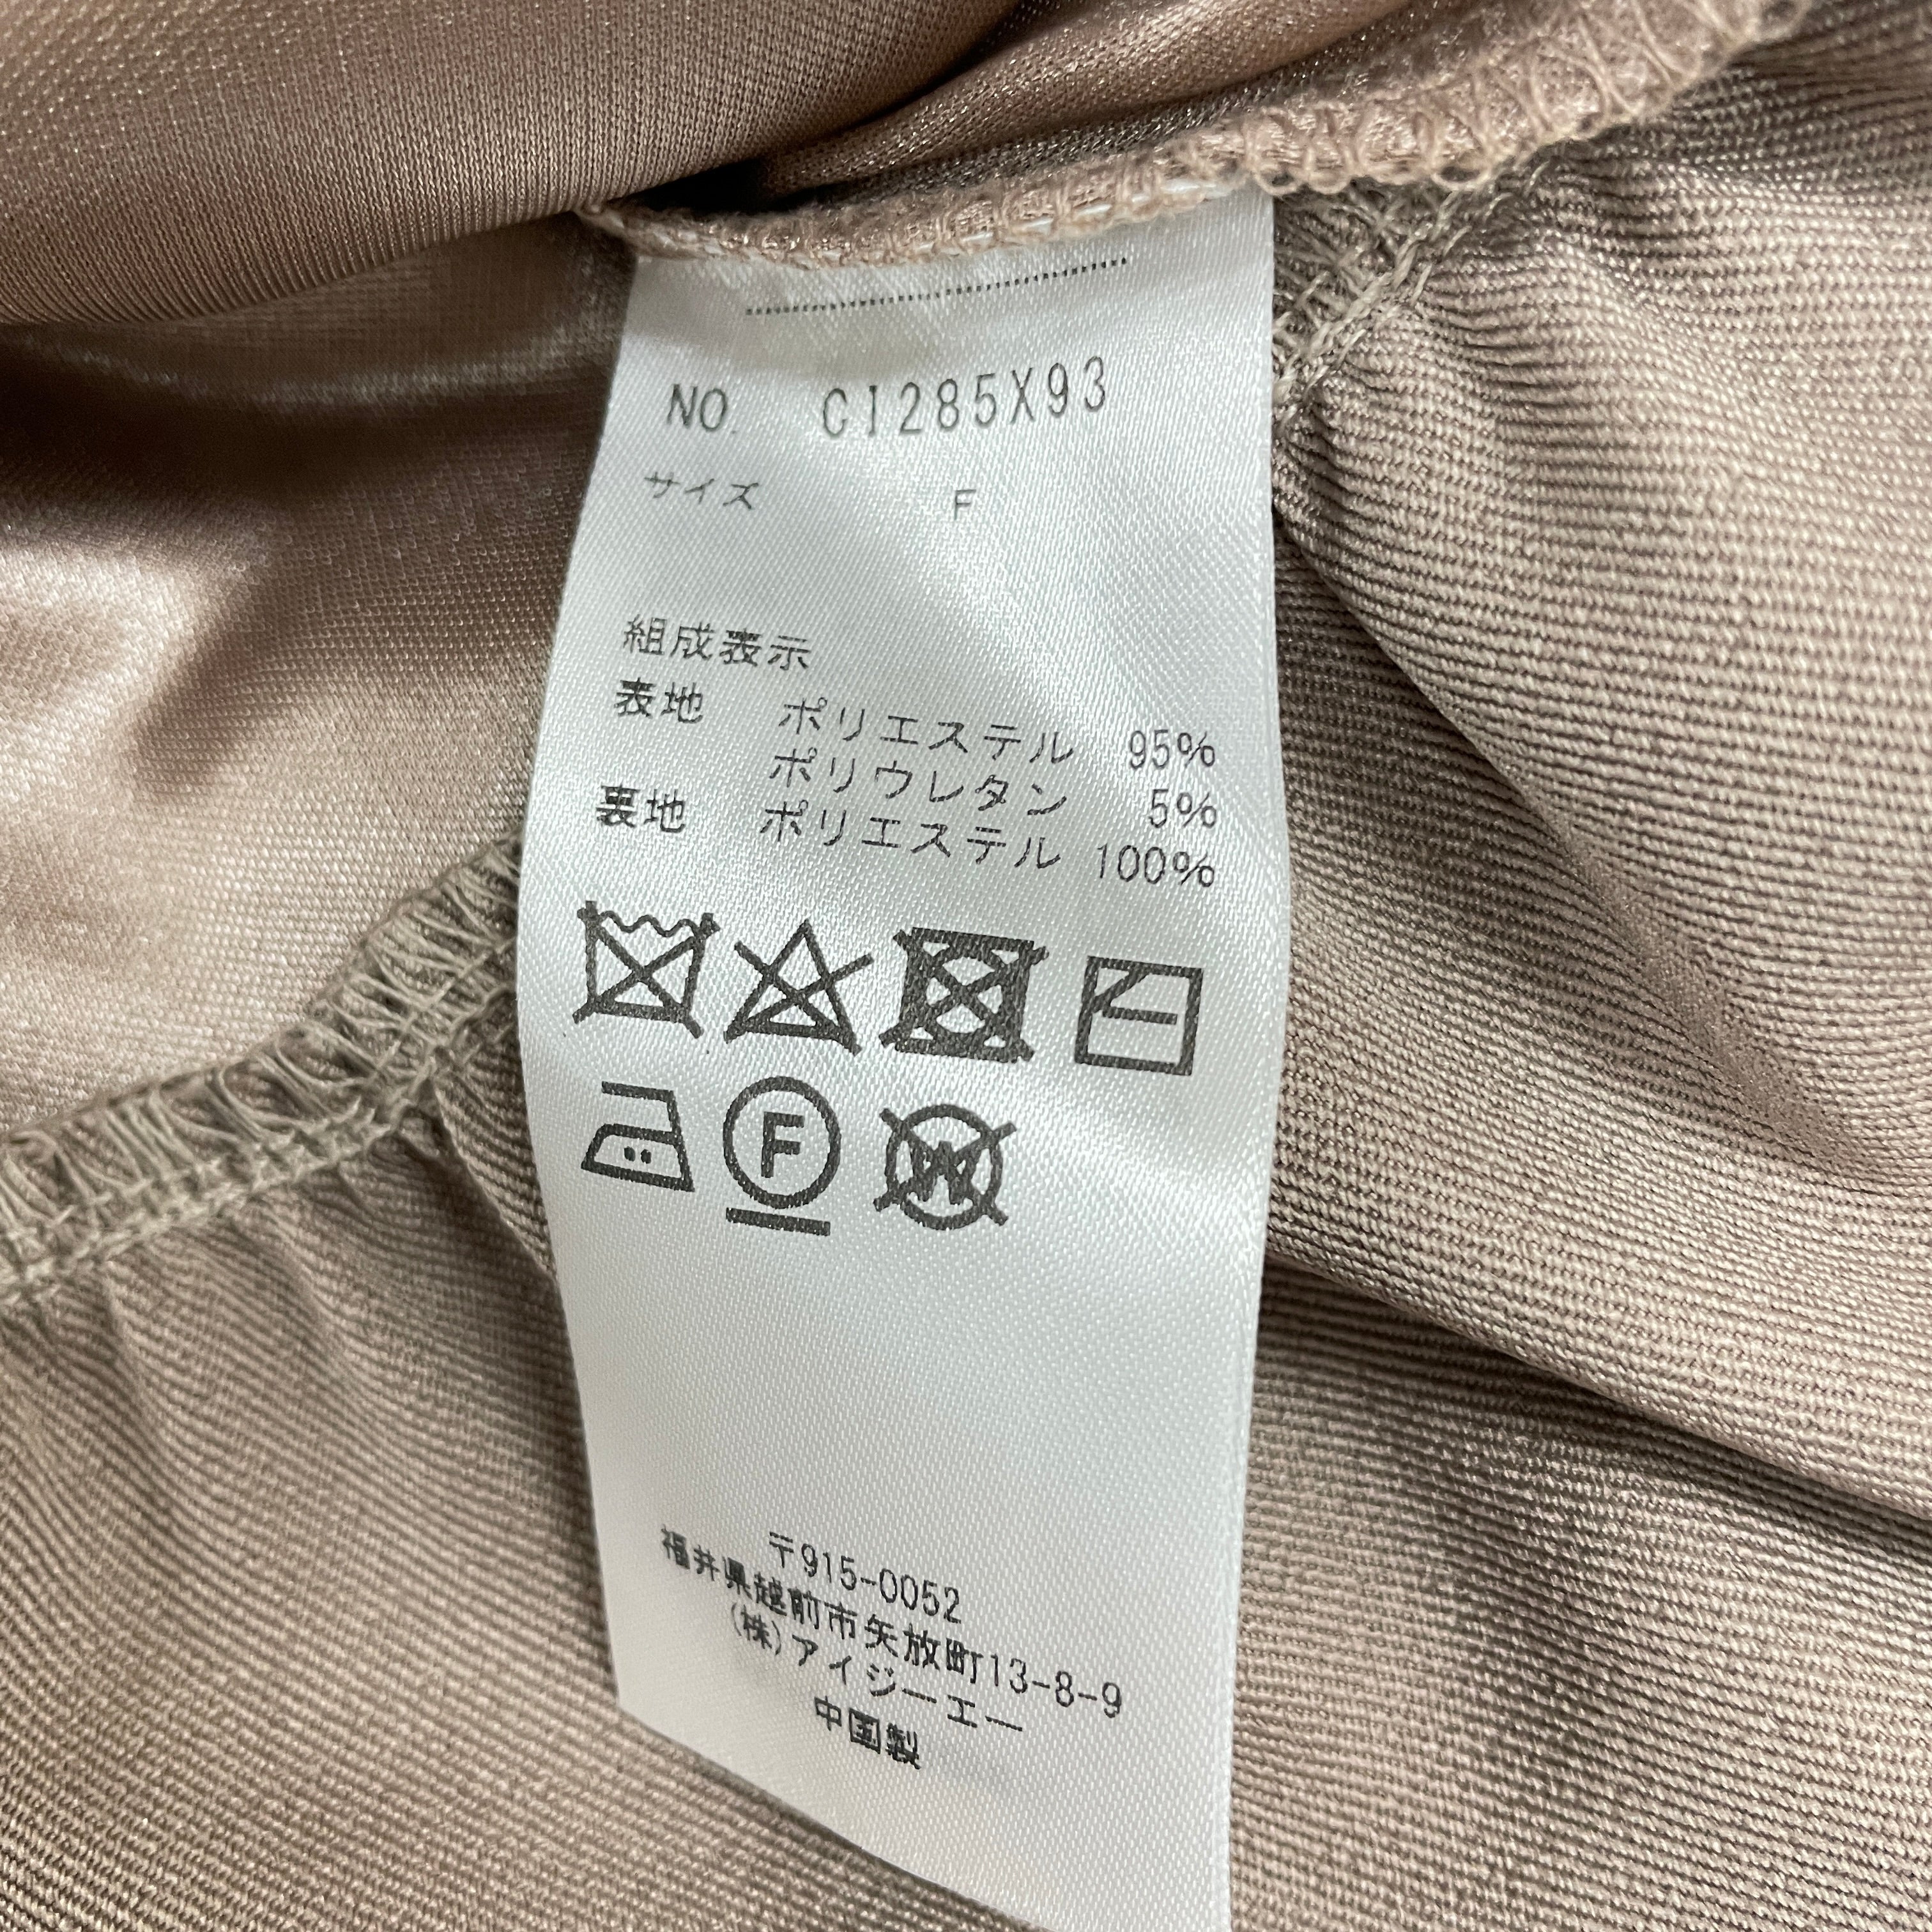 NO. CI285X93
サイズ F
組成表示
表地 ポリエステル 95%
ポリウレタン 5%
裏地 ポリエステル 100%
F
W
〒915-0052
福井県越前市矢放町13-8-9
(株)アイジーエー
中国製